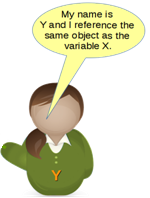 My name is
Y and I reference the
same object as the
variable X.
Y